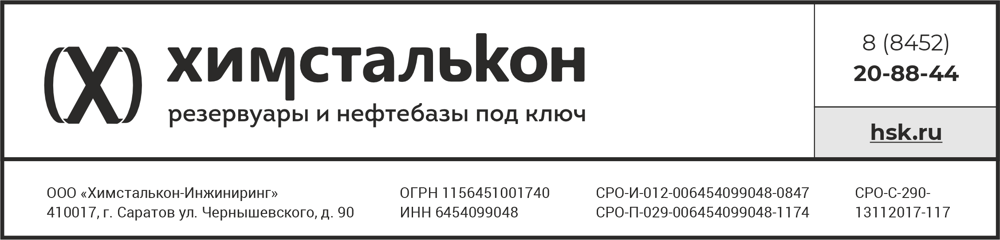 химсталькон
резервуары и нефтебазы под ключ
8 (8452)
20-88-44
hsk.ru
ООО «Химсталькон-Инжиниринг»
410017, г. Саратов ул. Чернышевского, д. 90
ОГРН 1156451001740
ИНН 6454099048
СРО-И-012-006454099048-0847
СРО-П-029-006454099048-1174
СРО-С-290-
13112017-117